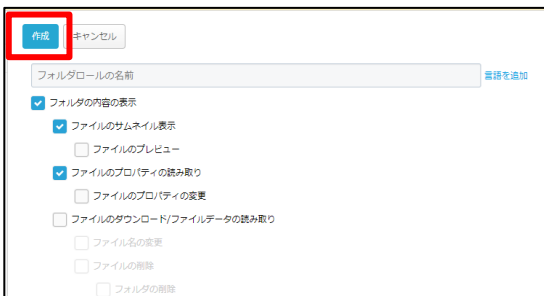 作成 キャンセル
フォルダロールの名前 言語を追加
フォルダの内容の表示
ファイルのサムネイル表示
ファイルのプレビュー
ファイルのプロパティの読み取り
ファイルのプロパティの変更
ファイルのダウンロード/ファイルデータの読み取り
ファイル名の変更
ファイルの削除
フォルダの削除